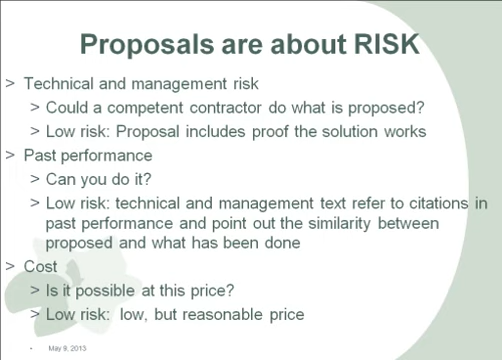 Proposals are about RISK
> Technical and management risk
> Could a competent contractor do what is proposed?
> Low risk: Proposal includes proof the solution works
> Past performance
> Can you do it?
> Low risk: technical and management text refer to citations in
past performance and point out the similarity between
proposed and what has been done
> Cost
> Is it possible at this price?
> Low risk: low, but reasonable price
• May 9, 2013